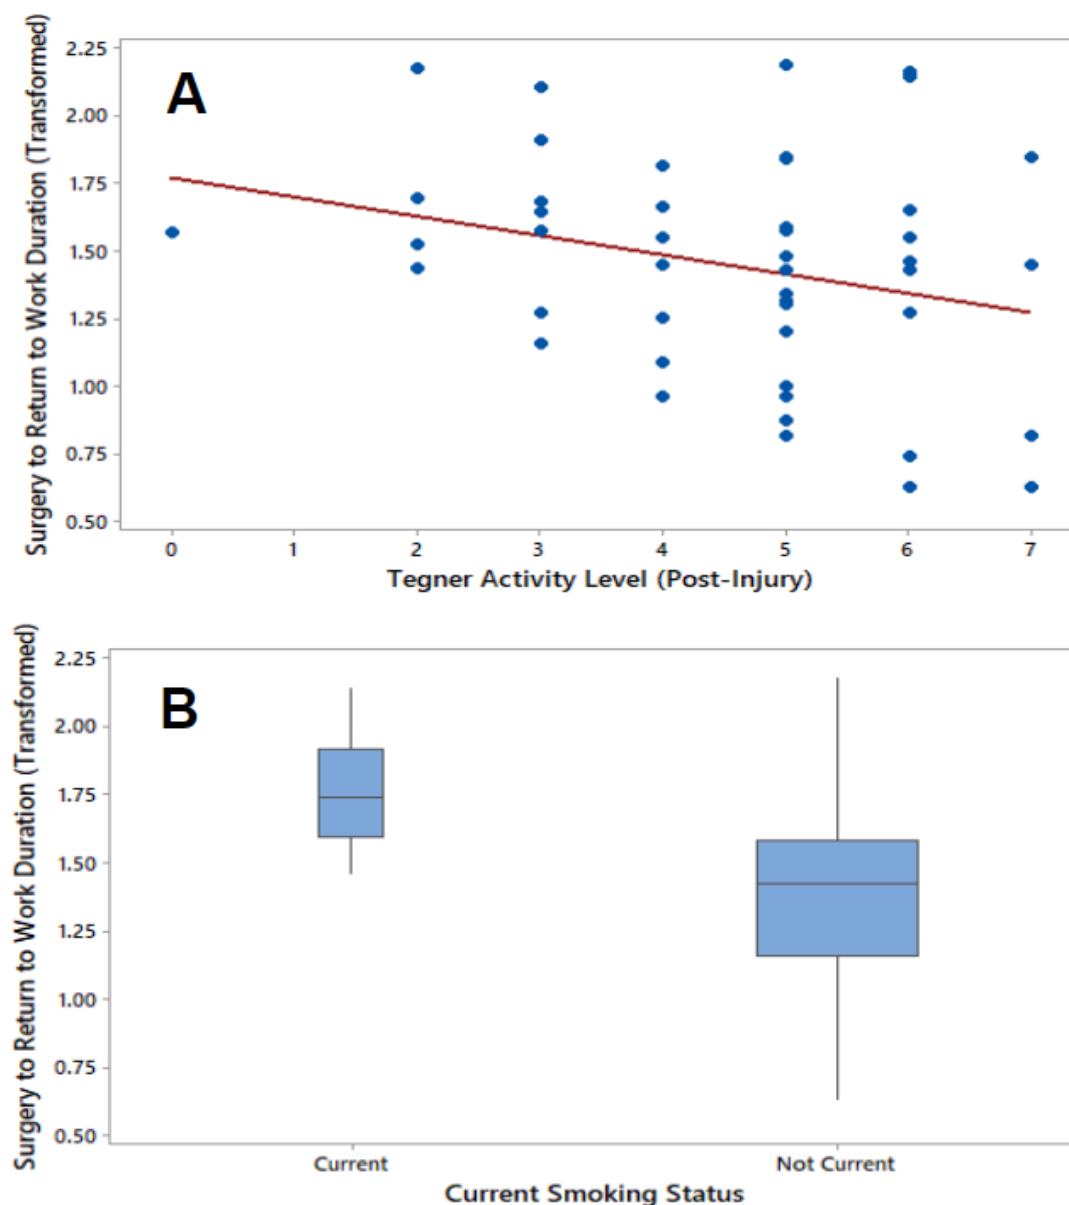 A
Surgery to Return to Work Duration (Transformed)
2.25
2.00
1.75
1.50
1.25
1.00
0.75
0.50
0 1 2 3 4 5 6 7
Tegner Activity Level (Post-Injury)
B
Surgery to Return to Work Duration (Transformed)
2.25
2.00
1.75
1.50
1.25
1.00
0.75
0.50
Current Not Current
Current Smoking Status